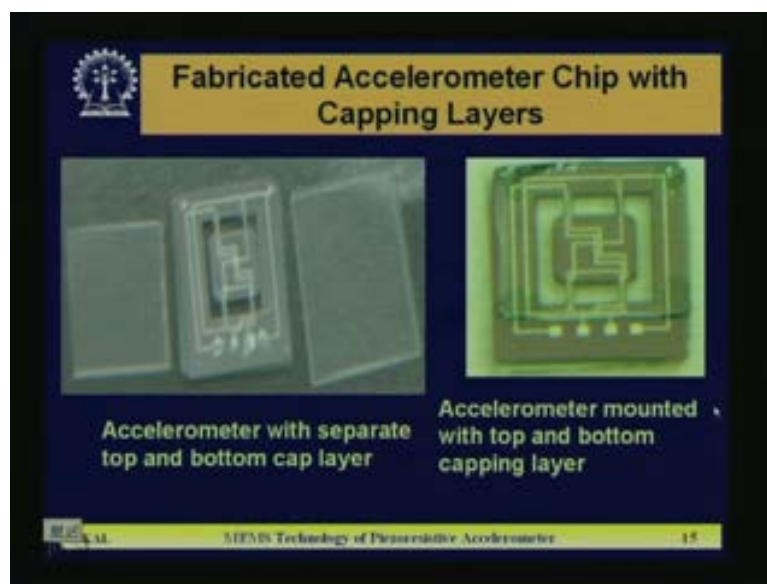 Fabricated Accelerometer Chip with
Capping Layers
Accelerometer with separate
top and bottom cap layer
Accelerometer mounted
with top and bottom
capping layer
KAL
MEMS Technology of Piezoresistive Accelerometer
15